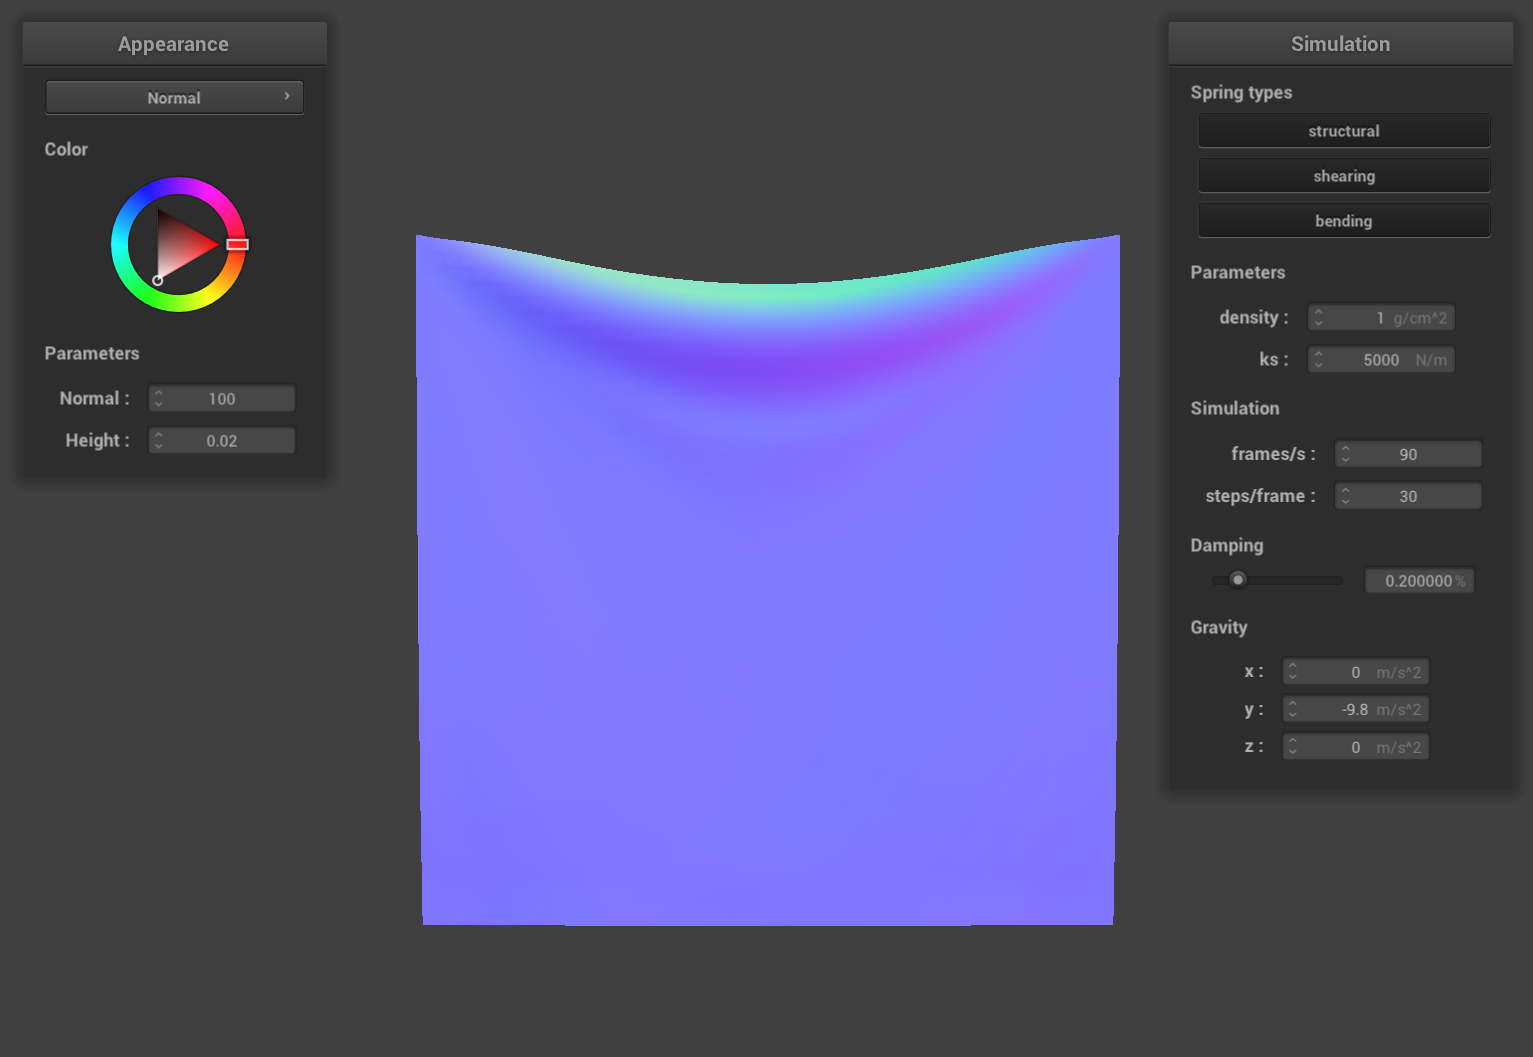 Appearance
Normal
Color
Parameters
Normal : 100
Height : 0.02
Simulation
Spring types
structural
shearing
bending
Parameters
density : 1 g/cm^2
ks : 5000 N/m
Simulation
frames/s : 90
steps/frame : 30
Damping
0.200000 %
Gravity
x : 0 m/s^2
y : -9.8 m/s^2
z : 0 m/s^2